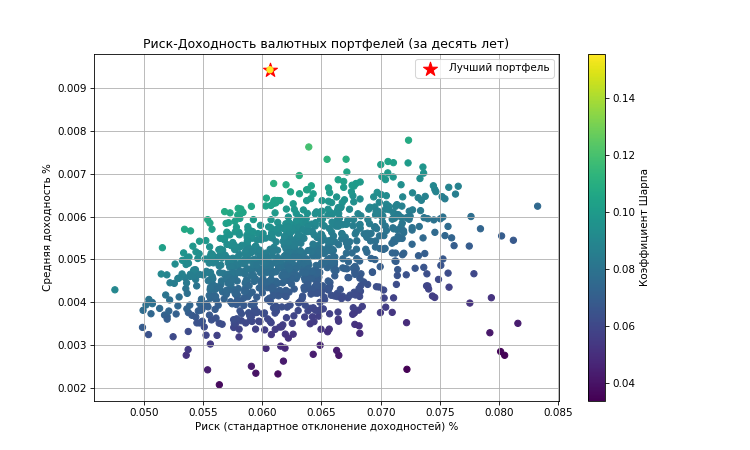 Риск-Доходность валютных портфелей (за десять лет)
Лучший портфель
0.009
0.008
0.007
0.006
0.005
0.004
0.003
0.002
Средняя доходность %
0.050 0.055 0.060 0.065 0.070 0.075 0.080 0.085
Риск (стандартное отклонение доходностей) %
0.14
0.12
0.10
0.08
0.06
0.04
Коэффициент Шарпа